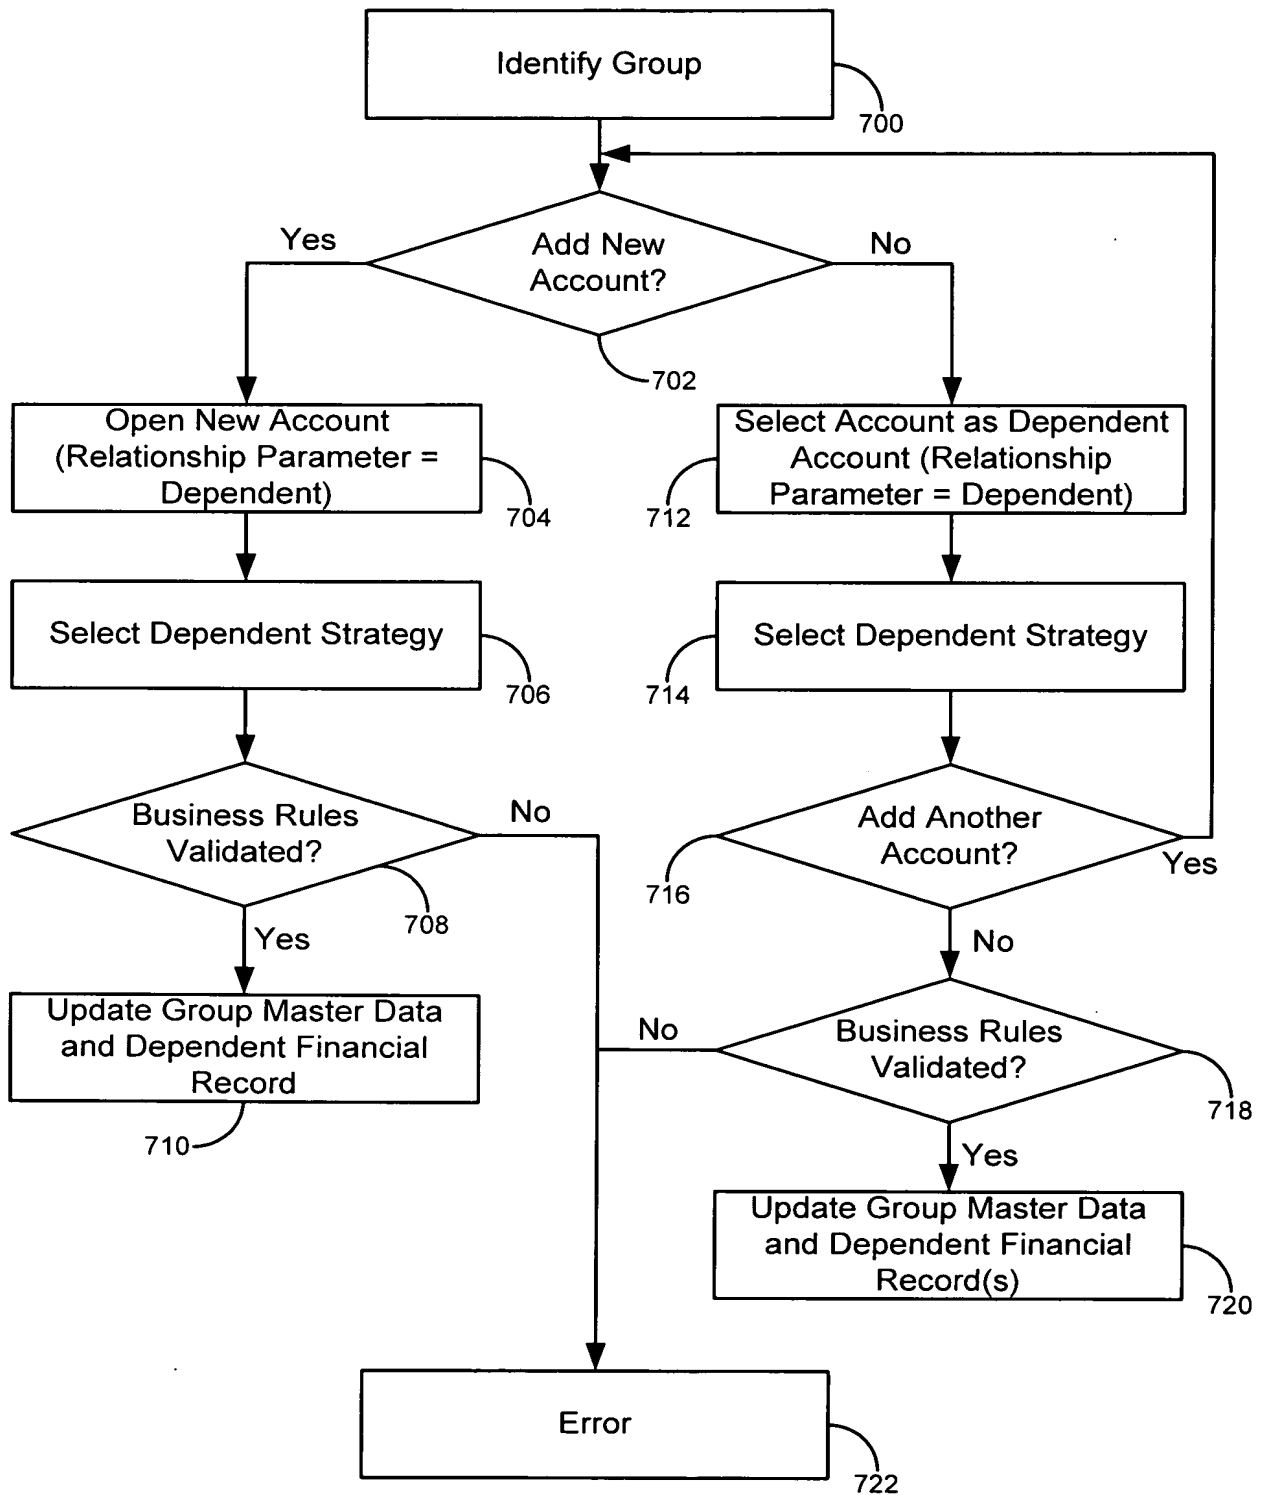 Identify Group
700
Yes
Add New
Account?
No
702
Open New Account
(Relationship Parameter =
Dependent)
704
Select Account as Dependent
Account (Relationship
Parameter = Dependent)
712
Select Dependent Strategy
706
Select Dependent Strategy
714
Business Rules
Validated?
No
708
Yes
Add Another
Account?
Yes
716
No
Update Group Master Data
and Dependent Financial
Record
710
No
Business Rules
Validated?
718
Yes
Update Group Master Data
and Dependent Financial
Record(s)
720
Error
722